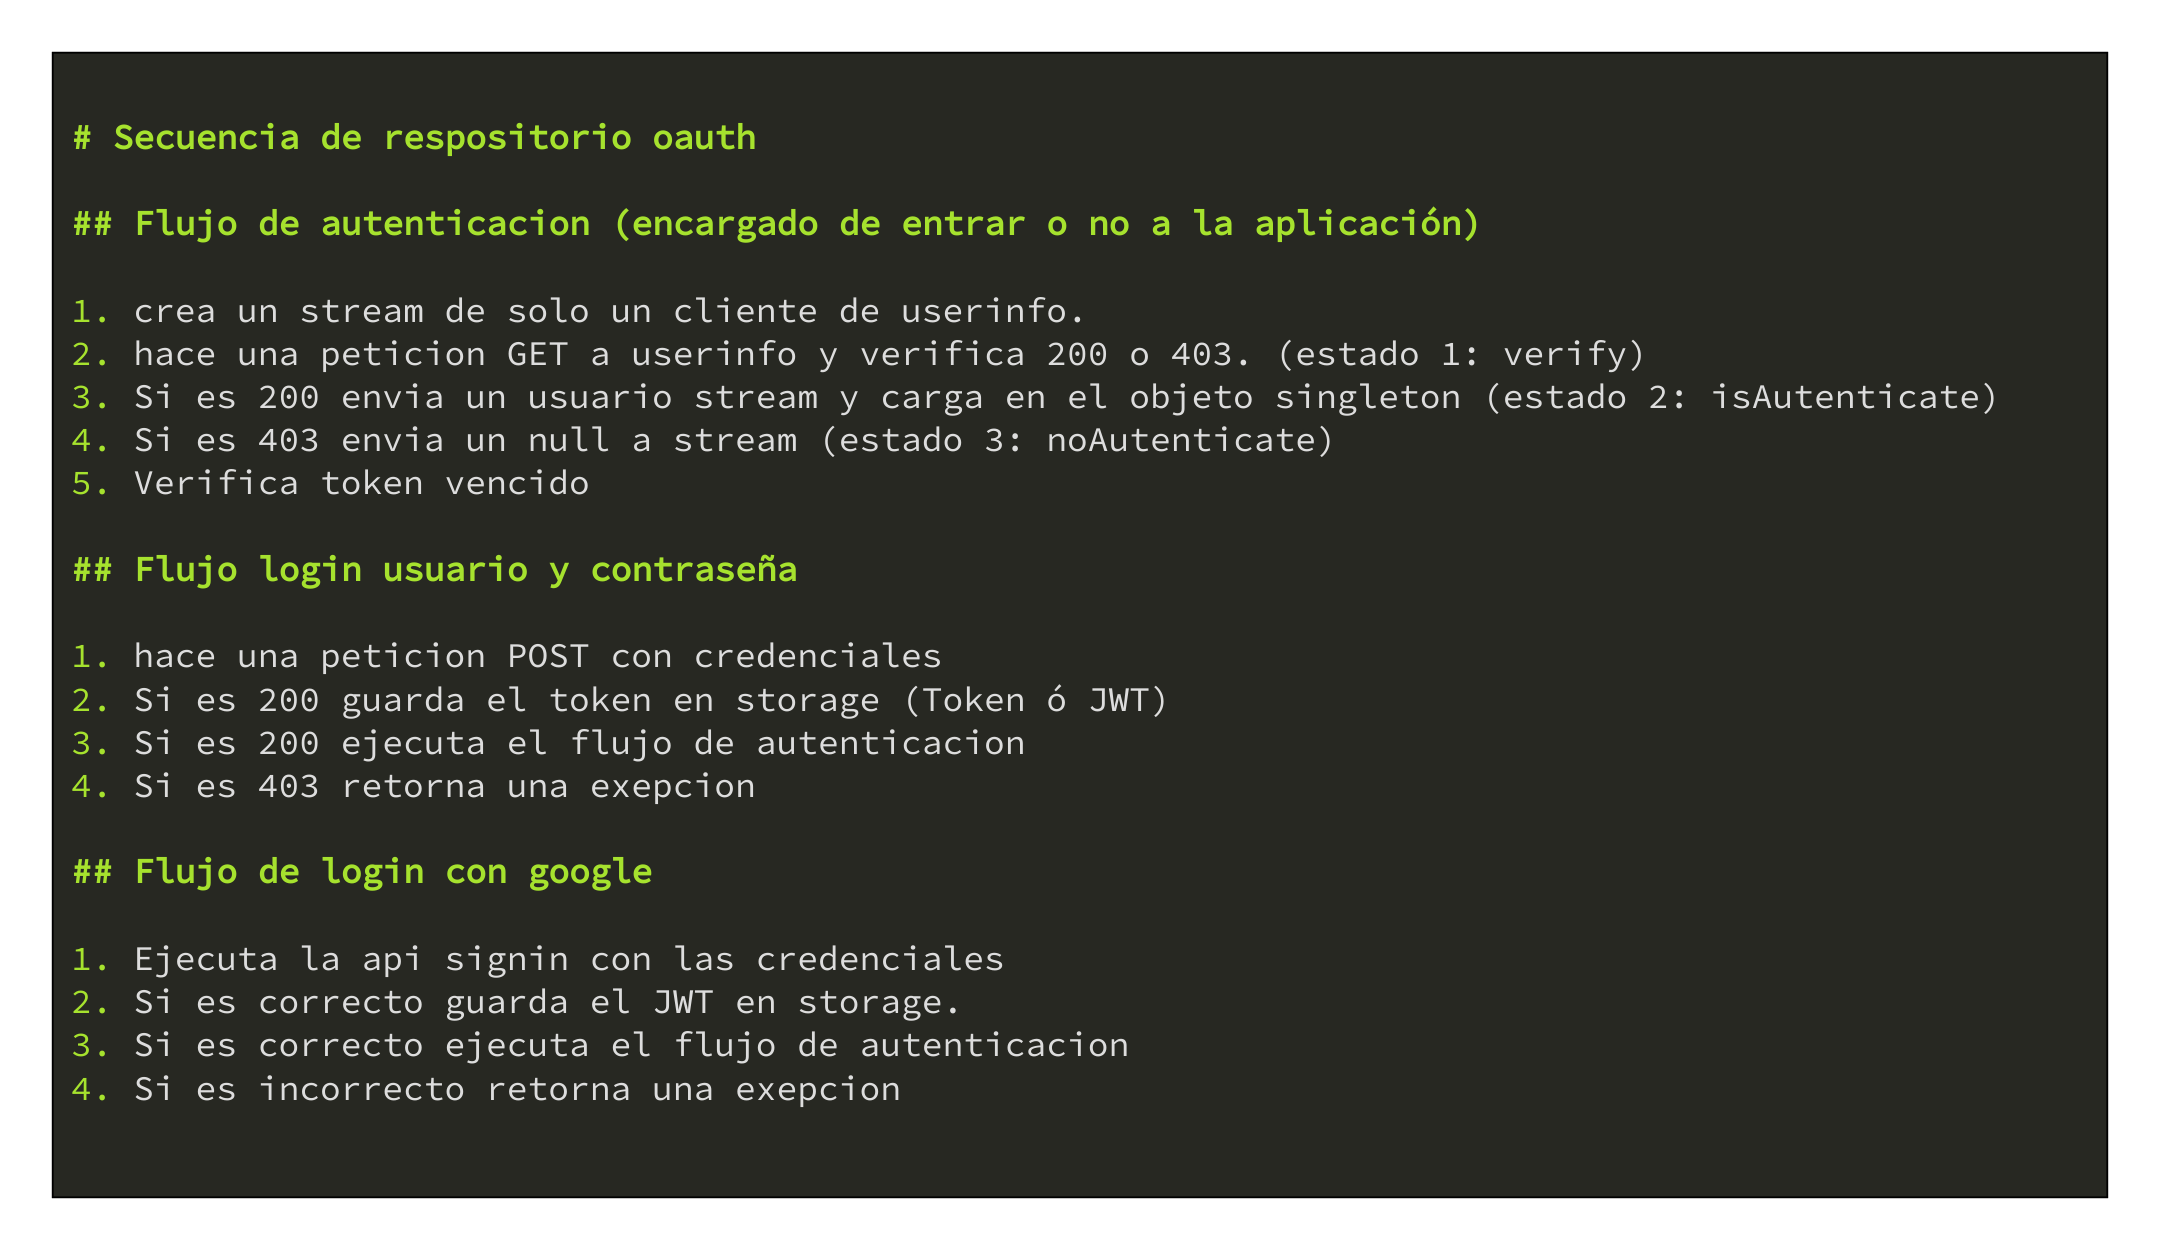 # Secuencia de respositorio oauth
## Flujo de autenticacion (encargado de entrar o no a la aplicación)
1. crea un stream de solo un cliente de userinfo.
2. hace una peticion GET a userinfo y verifica 200 o 403. (estado 1: verify)
3. Si es 200 envia un usuario stream y carga en el objeto singleton (estado 2: isAutenticate)
4. Si es 403 envia un null a stream (estado 3: noAutenticate)
5. Verifica token vencido
## Flujo login usuario y contraseña
1. hace una peticion POST con credenciales
2. Si es 200 guarda el token en storage (Token ó JWT)
3. Si es 200 ejecuta el flujo de autenticacion
4. Si es 403 retorna una exepcion
## Flujo de login con google
1. Ejecuta la api signin con las credenciales
2. Si es correcto guarda el JWT en storage.
3. Si es correcto ejecuta el flujo de autenticacion
4. Si es incorrecto retorna una exepcion